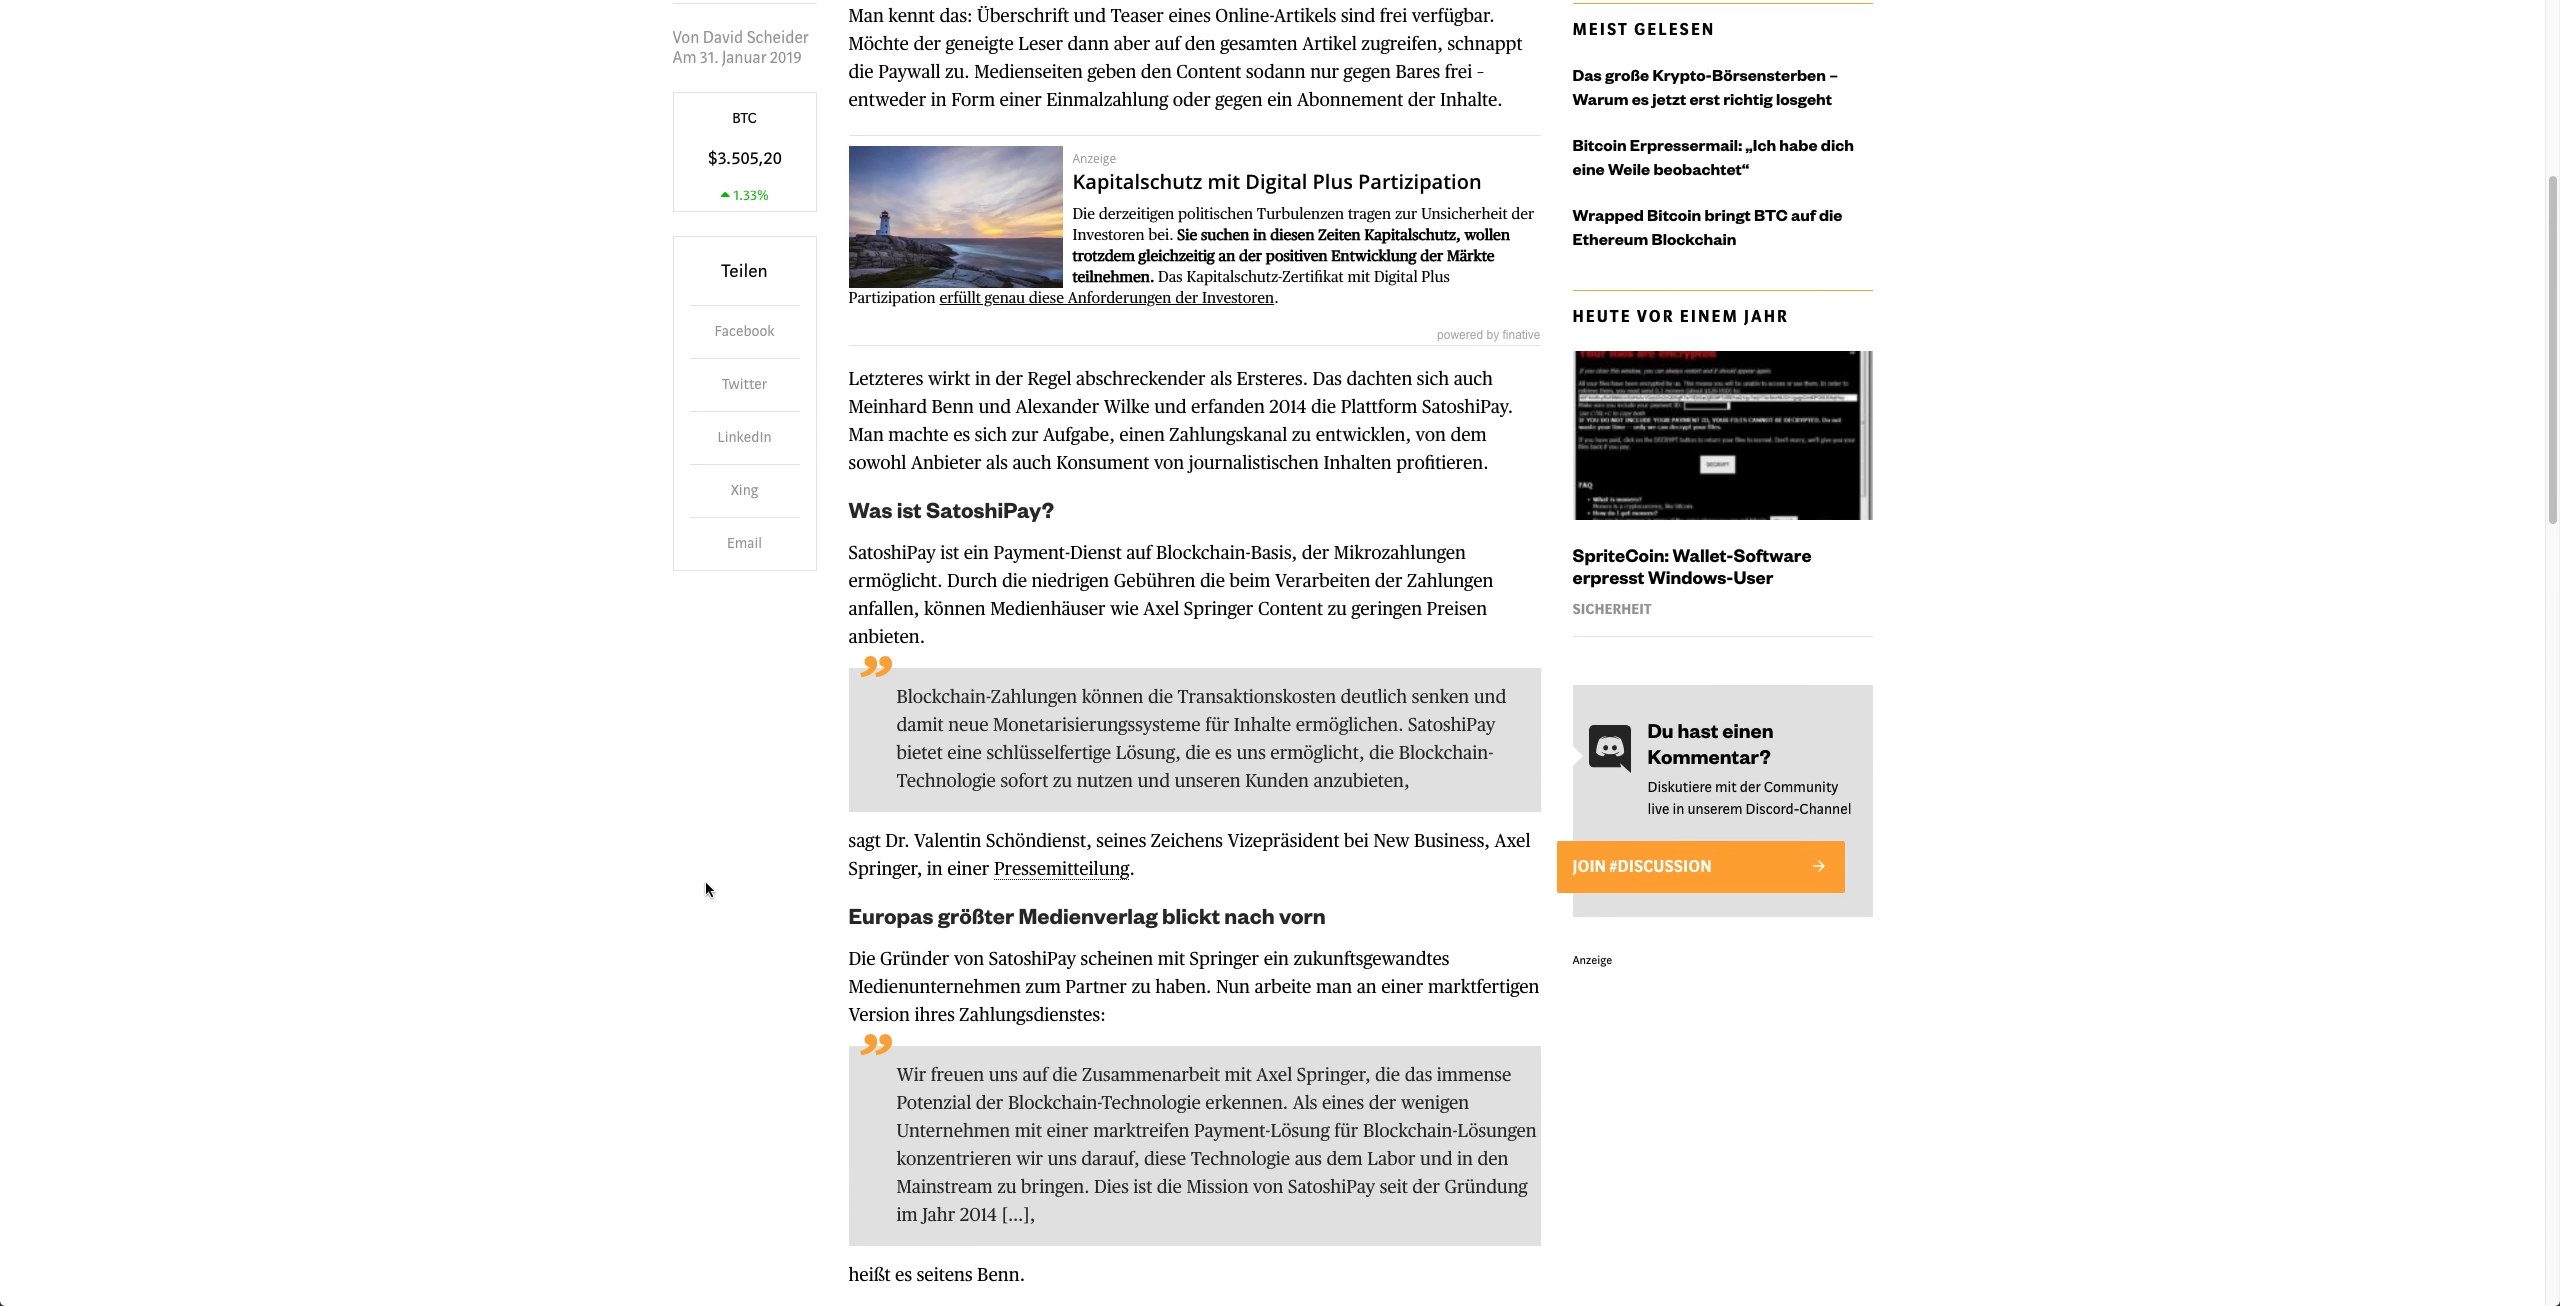 Von David Scheider
Am 31. Januar 2019
BTC
$3.505,20
1.33%
Teilen
Facebook
Twitter
LinkedIn
Xing
Email
Man kennt das: Überschrift und Teaser eines Online-Artikels sind frei verfügbar.
Möchte der geneigte Leser dann aber auf den gesamten Artikel zugreifen, schnappt
die Paywall zu. Medienseiten geben den Content sodann nur gegen Bares frei –
entweder in Form einer Einmalzahlung oder gegen ein Abonnement der Inhalte.
Anzeige
Kapitalschutz mit Digital Plus Partizipation
Die derzeitigen politischen Turbulenzen tragen zur Unsicherheit der
Investoren bei. Sie suchen in diesen Zeiten Kapitalschutz, wollen
trotzdem gleichzeitig an der positiven Entwicklung der Märkte
teilnehmen. Das Kapitalschutz-Zertifikat mit Digital Plus
Partizipation erfüllt genau diese Anforderungen der Investoren.
powered by finative
Letzteres wirkt in der Regel abschreckender als Ersteres. Das dachten sich auch
Meinhard Benn und Alexander Wilke und erfanden 2014 die Plattform SatoshiPay.
Man machte es sich zur Aufgabe, einen Zahlungskanal zu entwickeln, von dem
sowohl Anbieter als auch Konsument von journalistischen Inhalten profitieren.
Was ist SatoshiPay?
SatoshiPay ist ein Payment-Dienst auf Blockchain-Basis, der Mikrozahlungen
ermöglicht. Durch die niedrigen Gebühren die beim Verarbeiten der Zahlungen
anfallen, können Medienhäuser wie Axel Springer Content zu geringen Preisen
anbieten.
”
Blockchain-Zahlungen können die Transaktionskosten deutlich senken und
damit neue Monetarisierungssysteme für Inhalte ermöglichen. SatoshiPay
bietet eine schlüsselfertige Lösung, die es uns ermöglicht, die Blockchain-
Technologie sofort zu nutzen und unseren Kunden anzubieten,
sagt Dr. Valentin Schöndienst, seines Zeichens Vizepräsident bei New Business, Axel
Springer, in einer Pressemitteilung.
Europas größter Medienverlag blickt nach vorn
Die Gründer von SatoshiPay scheinen mit Springer ein zukunftsgewandtes
Medienunternehmen zum Partner zu haben. Nun arbeite man an einer marktfertigen
Version ihres Zahlungsdienstes:
”
Wir freuen uns auf die Zusammenarbeit mit Axel Springer, die das immense
Potenzial der Blockchain-Technologie erkennen. Als eines der wenigen
Unternehmen mit einer marktreifen Payment-Lösung für Blockchain-Lösungen
konzentrieren wir uns darauf, diese Technologie aus dem Labor und in den
Mainstream zu bringen. Dies ist die Mission von SatoshiPay seit der Gründung
im Jahr 2014 [...],
heißt es seitens Benn.
MEIST GELESEN
Das große Krypto-Börsensterben –
Warum es jetzt erst richtig losgeht
Bitcoin Erpressermail: „Ich habe dich
eine Weile beobachtet“
Wrapped Bitcoin bringt BTC auf die
Ethereum Blockchain
HEUTE VOR EINEM JAHR
DECRYPT
FAQ
What is monero?
Monero is a cryptocurrency, like bitcoin.
How do I get monero?
SpriteCoin: Wallet-Software
erpresst Windows-User
SICHERHEIT
Du hast einen
Kommentar?
Diskutiere mit der Community
live in unserem Discord-Channel
JOIN #DISCUSSION
Anzeige